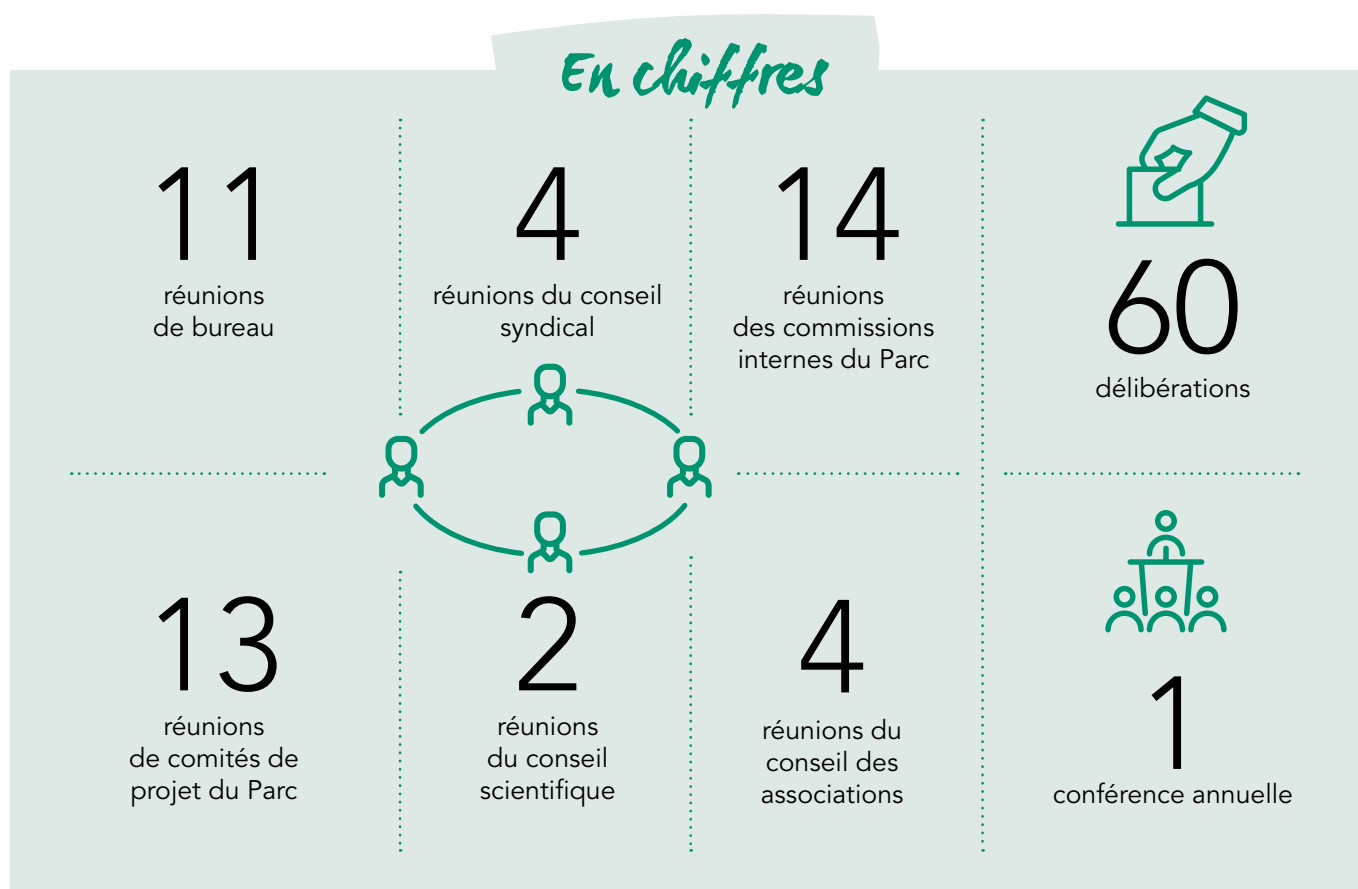 En chiffres
11
réunions
de bureau
4
réunions du conseil
syndical
14
réunions
des commissions
internes du Parc
60
délibérations
13
réunions
de comités de
projet du Parc
2
réunions
du conseil
scientifique
4
réunions du
conseil des
associations
1
conférence annuelle